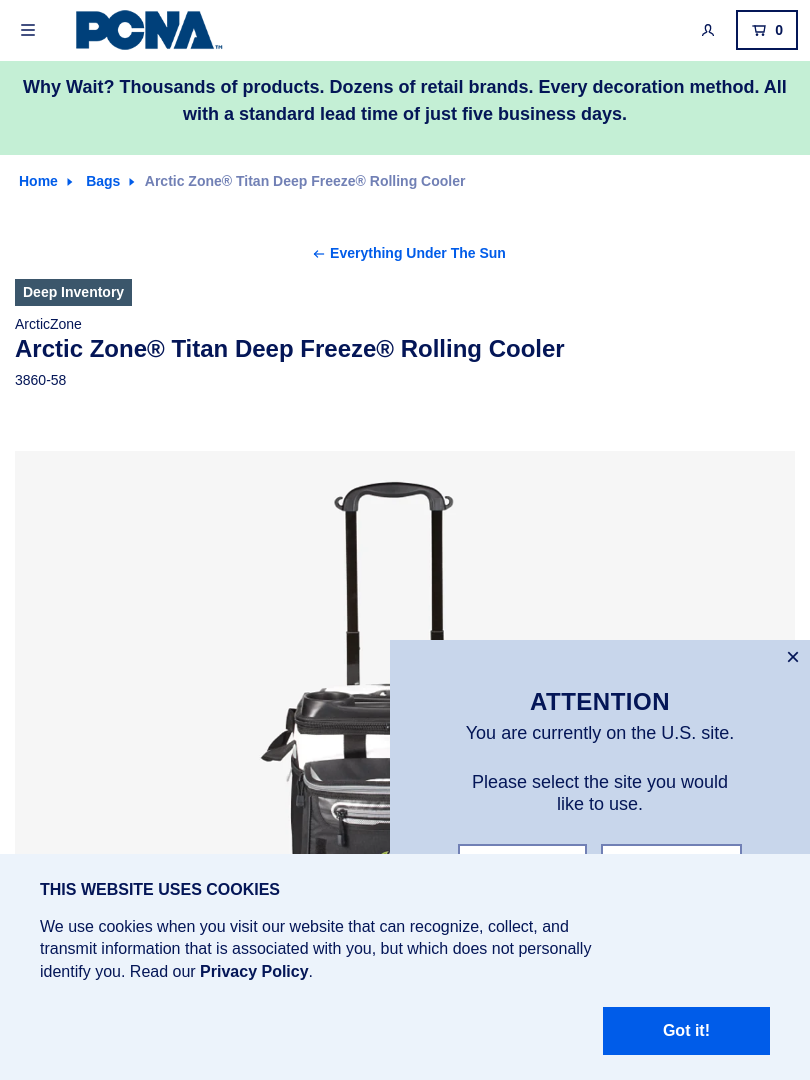 PCNA™
0
Why Wait? Thousands of products. Dozens of retail brands. Every decoration method. All
with a standard lead time of just five business days.
Home
Bags
Arctic Zone® Titan Deep Freeze® Rolling Cooler
Everything Under The Sun
Deep Inventory
ArcticZone
Arctic Zone® Titan Deep Freeze® Rolling Cooler
3860-58
ATTENTION
You are currently on the U.S. site.
Please select the site you would
like to use.
THIS WEBSITE USES COOKIES
We use cookies when you visit our website that can recognize, collect, and
transmit information that is associated with you, but which does not personally
identify you. Read our Privacy Policy.
Got it!